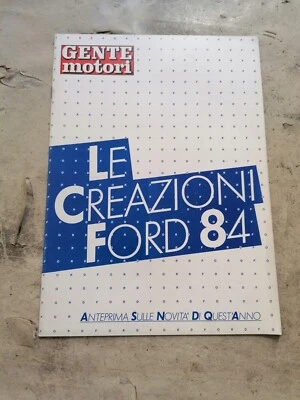 GENTE
motori
LE
CREAZIONI
FORD 84
ANTEPRIMA SULLE NOVITA' DI QUEST'ANNO